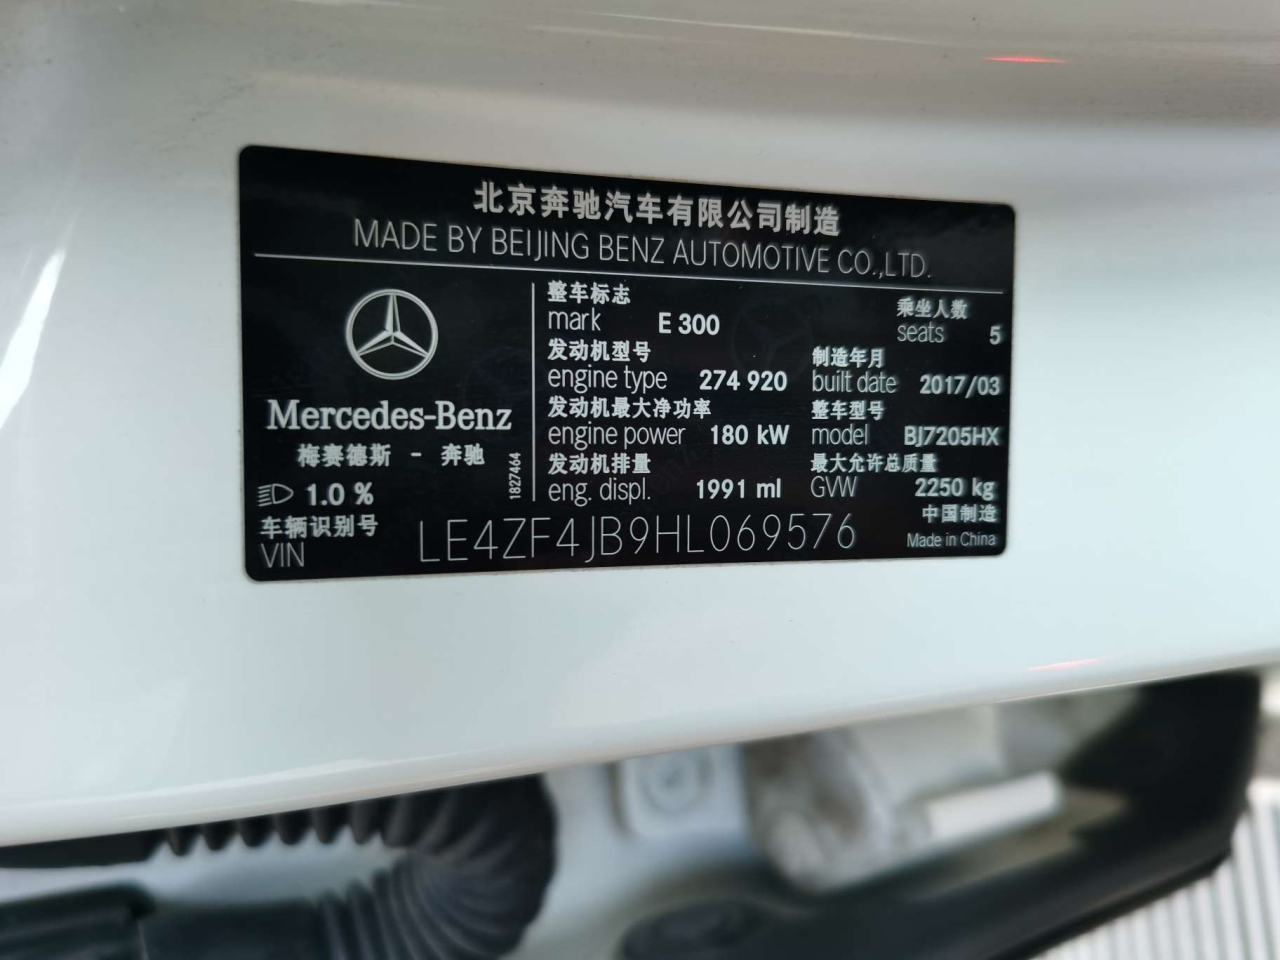 北京奔驰汽车有限公司制造
MADE BY BEIJING BENZ AUTOMOTIVE CO.,LTD.
Mercedes-Benz
梅赛德斯 - 奔驰
1.0 %
1827464
整车标志
mark E 300
乘坐人数
seats 5
发动机型号
engine type 274 920
制造年月
built date 2017/03
发动机最大净功率
engine power 180 kW
整车型号
model BJ7205HX
发动机排量
eng. displ. 1991 ml
最大允许总质量
GVW 2250 kg
车辆识别号
VIN LE4ZF4JB9HL069576
中国制造
Made in China